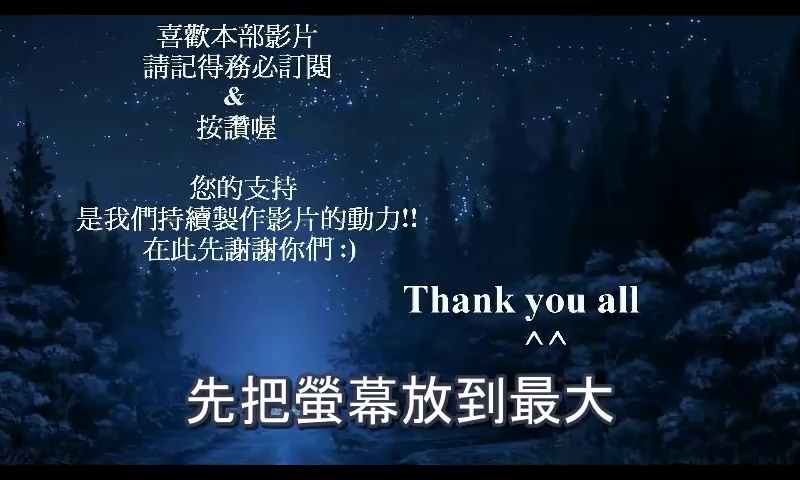 喜歡本部影片
請記得務必訂閱
&
按讚喔
您的支持
是我們持續製作影片的動力!!
在此先謝謝你們 :)
Thank you all
^^
先把螢幕放到最大